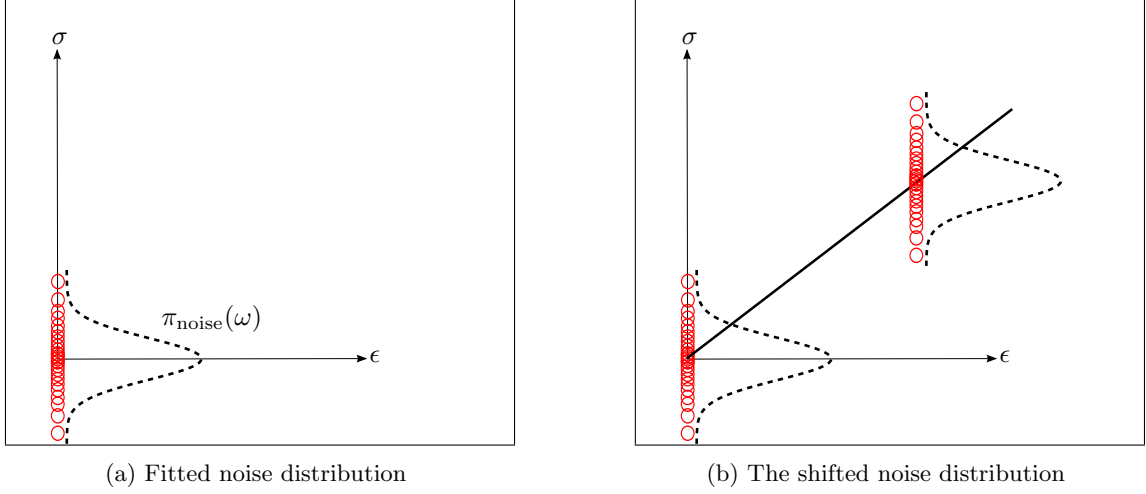 σ
π_noise(ω)
ϵ
(a) Fitted noise distribution
σ
ϵ
(b) The shifted noise distribution